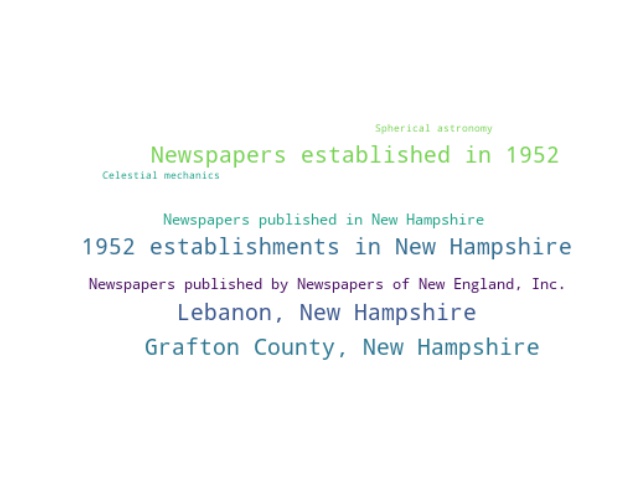 Spherical astronomy
Newspapers established in 1952
Celestial mechanics
Newspapers published in New Hampshire
1952 establishments in New Hampshire
Newspapers published by Newspapers of New England, Inc.
Lebanon, New Hampshire
Grafton County, New Hampshire